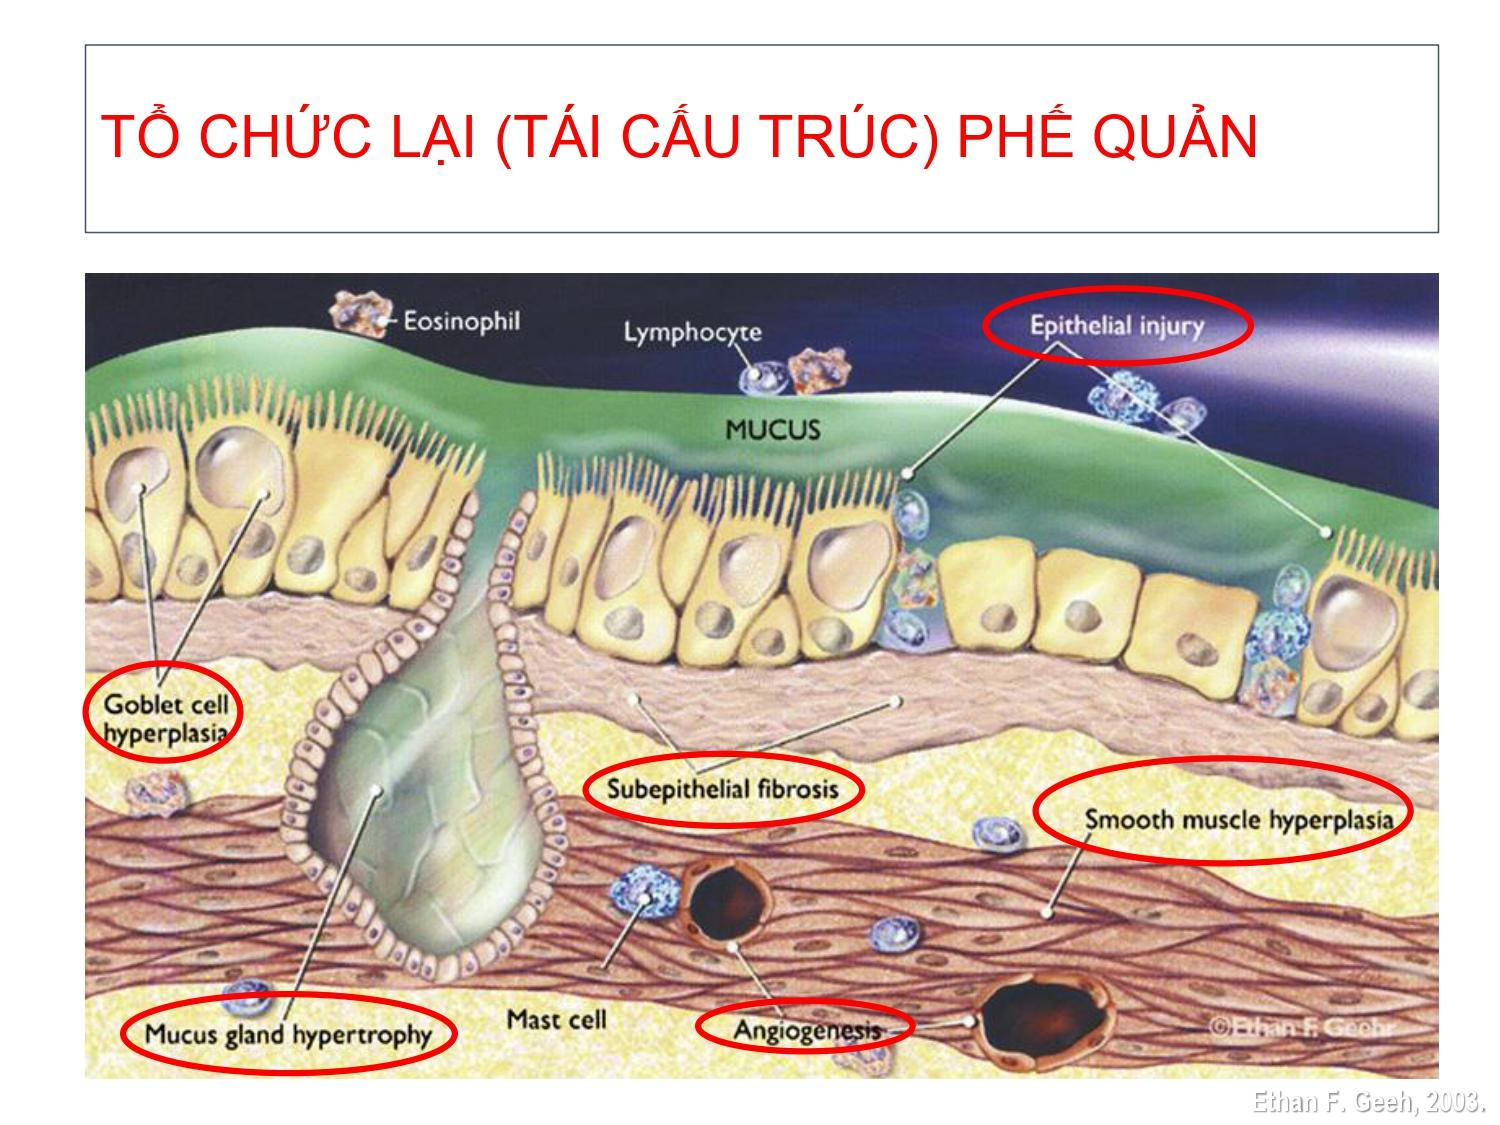 TỔ CHỨC LẠI (TÁI CẤU TRÚC) PHẾ QUẢN
Eosinophil
Lymphocyte
Epithelial injury
MUCUS
Goblet cell
hyperplasia
Subepithelial fibrosis
Smooth muscle hyperplasia
Mucus gland hypertrophy
Mast cell
Angiogenesis
©Ethan F. Geehr
Ethan F. Geeh, 2003.